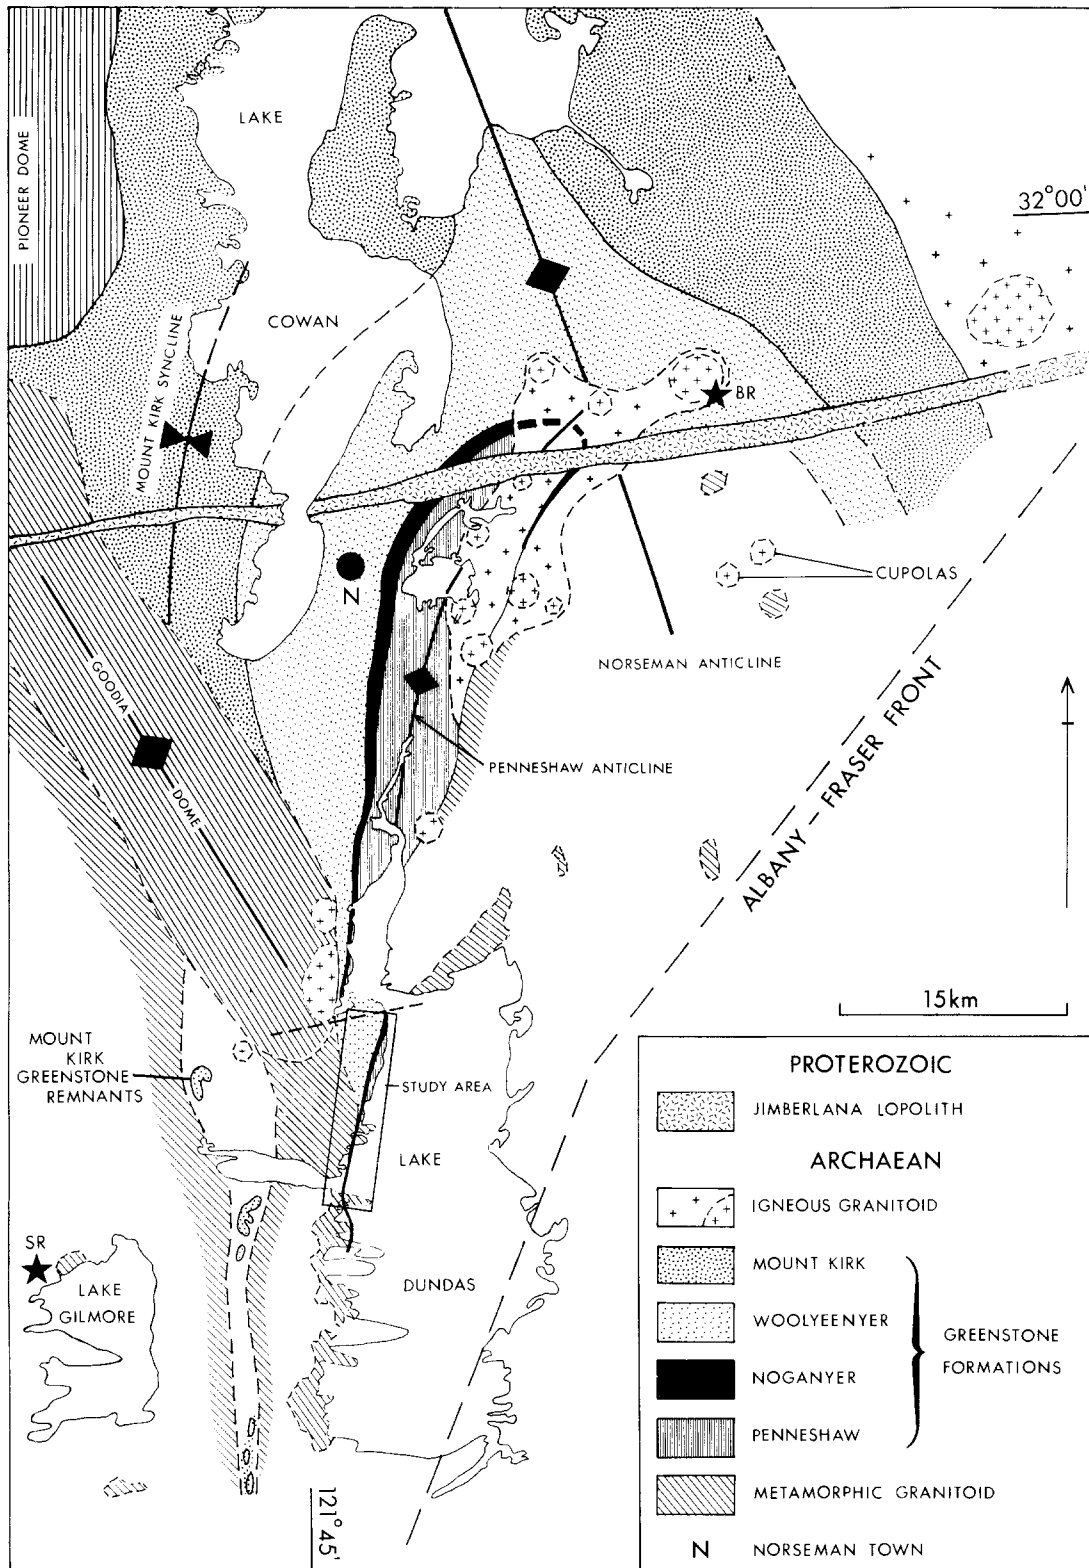 LAKE
PIONEER DOME
32°00'
COWAN
MOUNT KIRK SYNCLINE
BR
CUPOLAS
N
NORSEMAN ANTICLINE
GOODIA
DOME
PENNESHAW ANTICLINE
ALBANY - FRASER FRONT
15km
MOUNT
KIRK
GREENSTONE
REMNANTS
STUDY AREA
LAKE
SR
LAKE
GILMORE
DUNDAS
121°45'
PROTEROZOIC
JIMBERLANA LOPOLITH
ARCHAEAN
IGNEOUS GRANITOID
MOUNT KIRK
WOOLYEENYER
NOGANYER
PENNESHAW
GREENSTONE
FORMATIONS
METAMORPHIC GRANITOID
N NORSEMAN TOWN